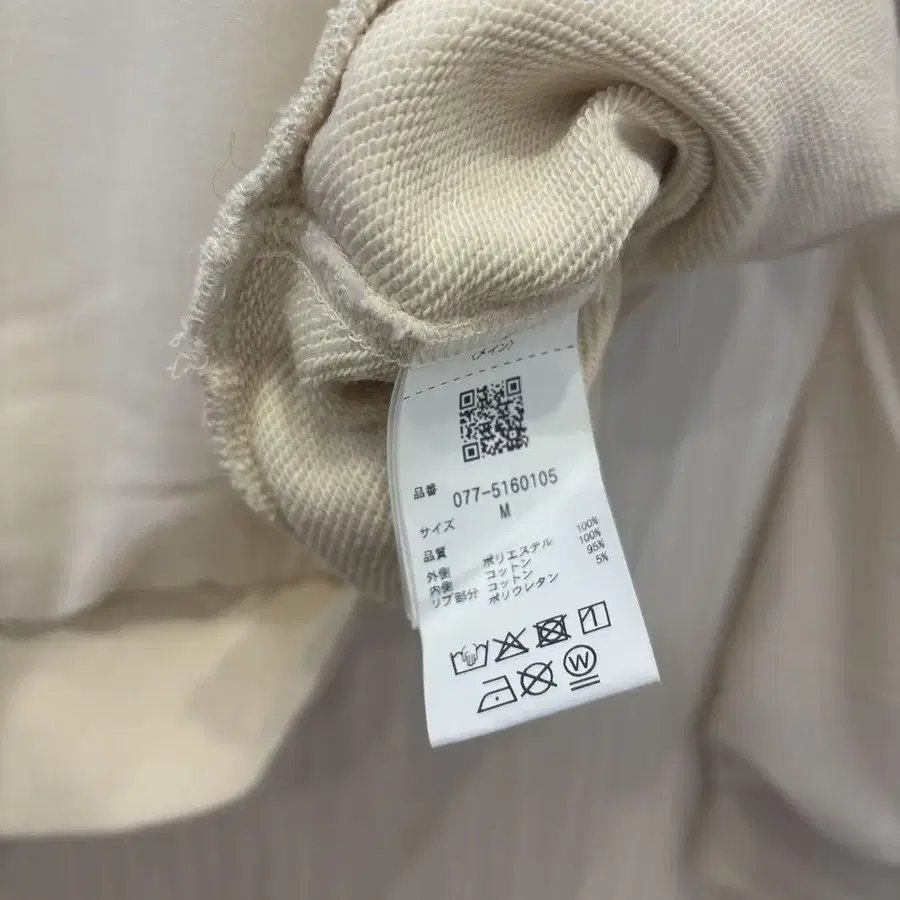 (メイン)
品番 077-5160105
サイズ M
品質
外側 ポリエステル 100%
内側 コットン 100%
リブ部分 コットン 95%
ポリウレタン 5%
W